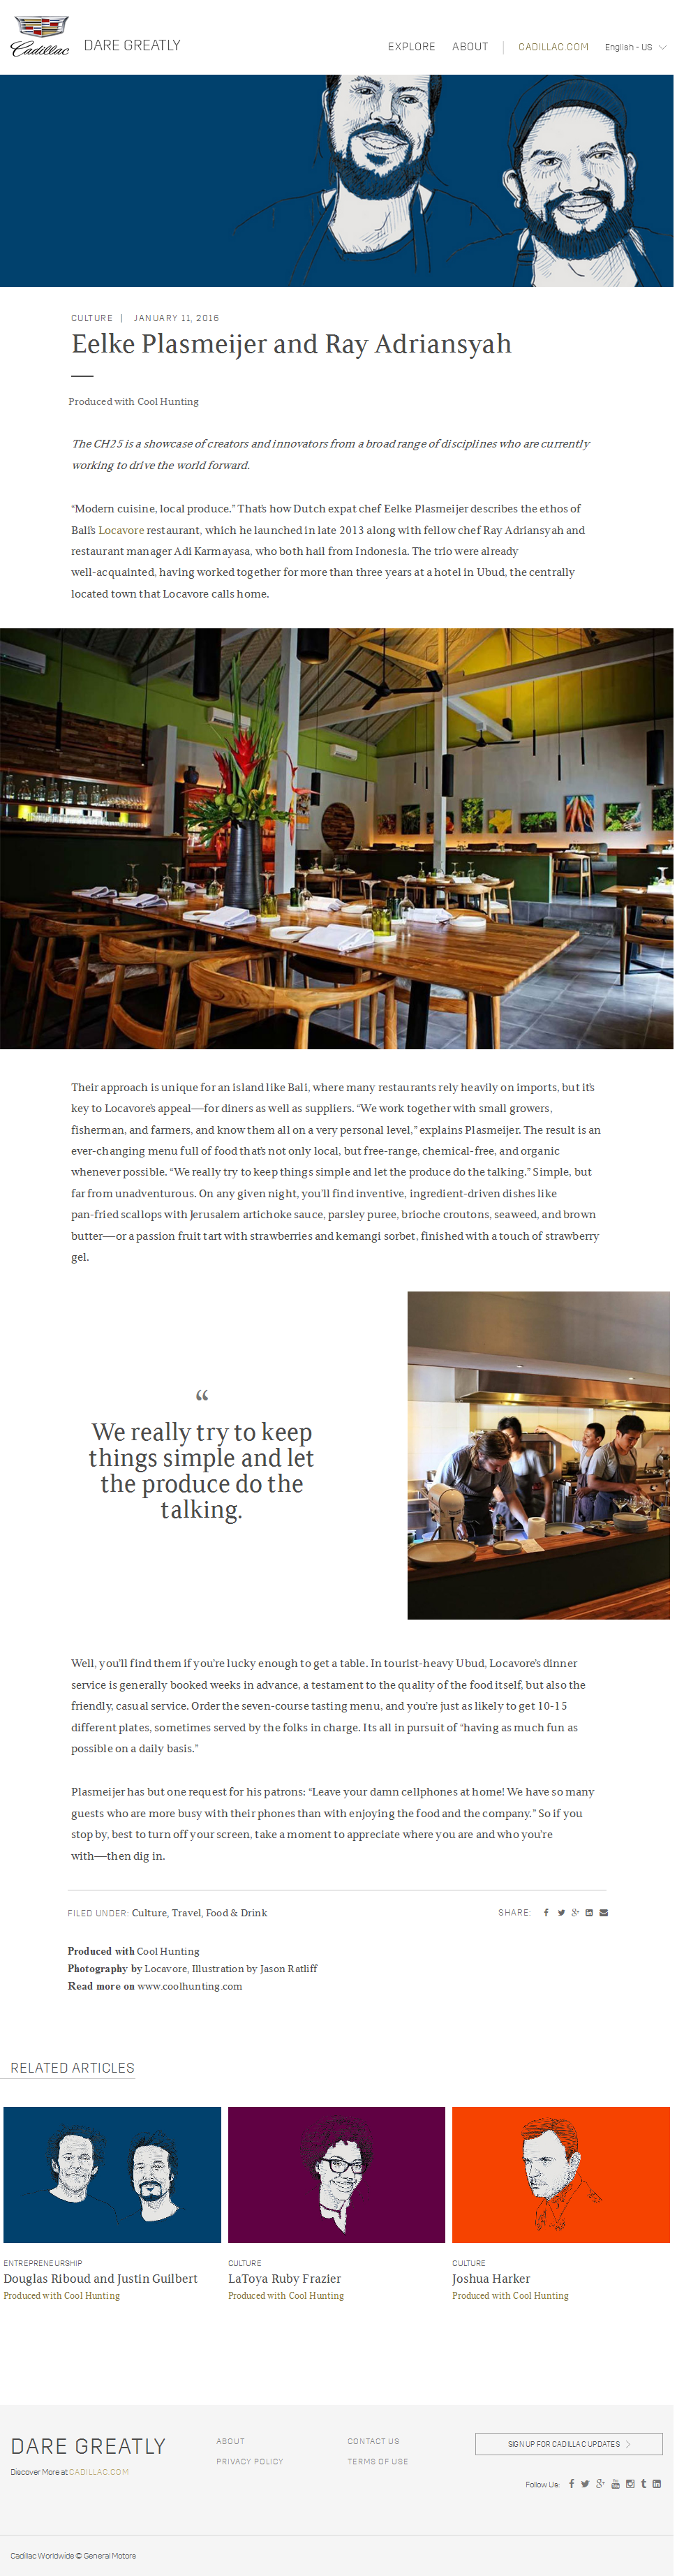 Cadillac
DARE GREATLY
EXPLORE ABOUT CADILLAC.COM English - US
CULTURE | JANUARY 11, 2016
Eelke Plasmeijer and Ray Adriansyah
Produced with Cool Hunting
The CH25 is a showcase of creators and innovators from a broad range of disciplines who are currently
working to drive the world forward.
“Modern cuisine, local produce.” That’s how Dutch expat chef Eelke Plasmeijer describes the ethos of
Bali’s Locavore restaurant, which he launched in late 2013 along with fellow chef Ray Adriansyah and
restaurant manager Adi Karmayasa, who both hail from Indonesia. The trio were already
well-acquainted, having worked together for more than three years at a hotel in Ubud, the centrally
located town that Locavore calls home.
Their approach is unique for an island like Bali, where many restaurants rely heavily on imports, but it’s
key to Locavore’s appeal—for diners as well as suppliers. “We work together with small growers,
fisherman, and farmers, and know them all on a very personal level,” explains Plasmeijer. The result is an
ever-changing menu full of food that’s not only local, but free-range, chemical-free, and organic
whenever possible. “We really try to keep things simple and let the produce do the talking.” Simple, but
far from unadventurous. On any given night, you’ll find inventive, ingredient-driven dishes like
pan-fried scallops with Jerusalem artichoke sauce, parsley puree, brioche croutons, seaweed, and brown
butter—or a passion fruit tart with strawberries and kemangi sorbet, finished with a touch of strawberry
gel.
“
We really try to keep
things simple and let
the produce do the
talking.
Well, you’ll find them if you’re lucky enough to get a table. In tourist-heavy Ubud, Locavore’s dinner
service is generally booked weeks in advance, a testament to the quality of the food itself, but also the
friendly, casual service. Order the seven-course tasting menu, and you’re just as likely to get 10-15
different plates, sometimes served by the folks in charge. Its all in pursuit of “having as much fun as
possible on a daily basis.”
Plasmeijer has but one request for his patrons: “Leave your damn cellphones at home! We have so many
guests who are more busy with their phones than with enjoying the food and the company.” So if you
stop by, best to turn off your screen, take a moment to appreciate where you are and who you’re
with—then dig in.
FILED UNDER: Culture, Travel, Food & Drink
SHARE:
Produced with Cool Hunting
Photography by Locavore, Illustration by Jason Ratliff
Read more on www.coolhunting.com
RELATED ARTICLES
ENTREPRENEURSHIP
Douglas Riboud and Justin Guilbert
Produced with Cool Hunting
CULTURE
LaToya Ruby Frazier
Produced with Cool Hunting
CULTURE
Joshua Harker
Produced with Cool Hunting
DARE GREATLY
Discover More at CADILLAC.COM
ABOUT
PRIVACY POLICY
CONTACT US
TERMS OF USE
SIGN UP FOR CADILLAC UPDATES
Follow Us:
Cadillac Worldwide © General Motors